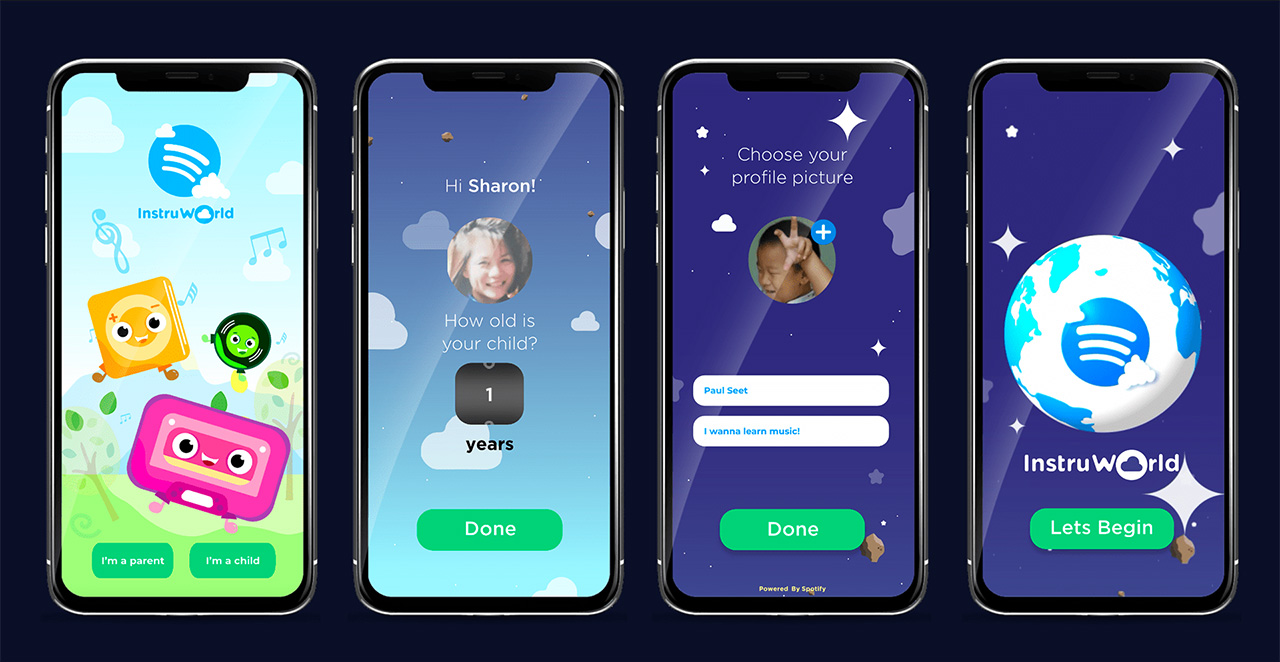 InstruWorld
I'm a parent
I'm a child
Hi Sharon!
How old is
your child?
1
years
Done
Choose your
profile picture
Paul Seet
I wanna learn music!
Done
Powered By Spotify
InstruWorld
Lets Begin